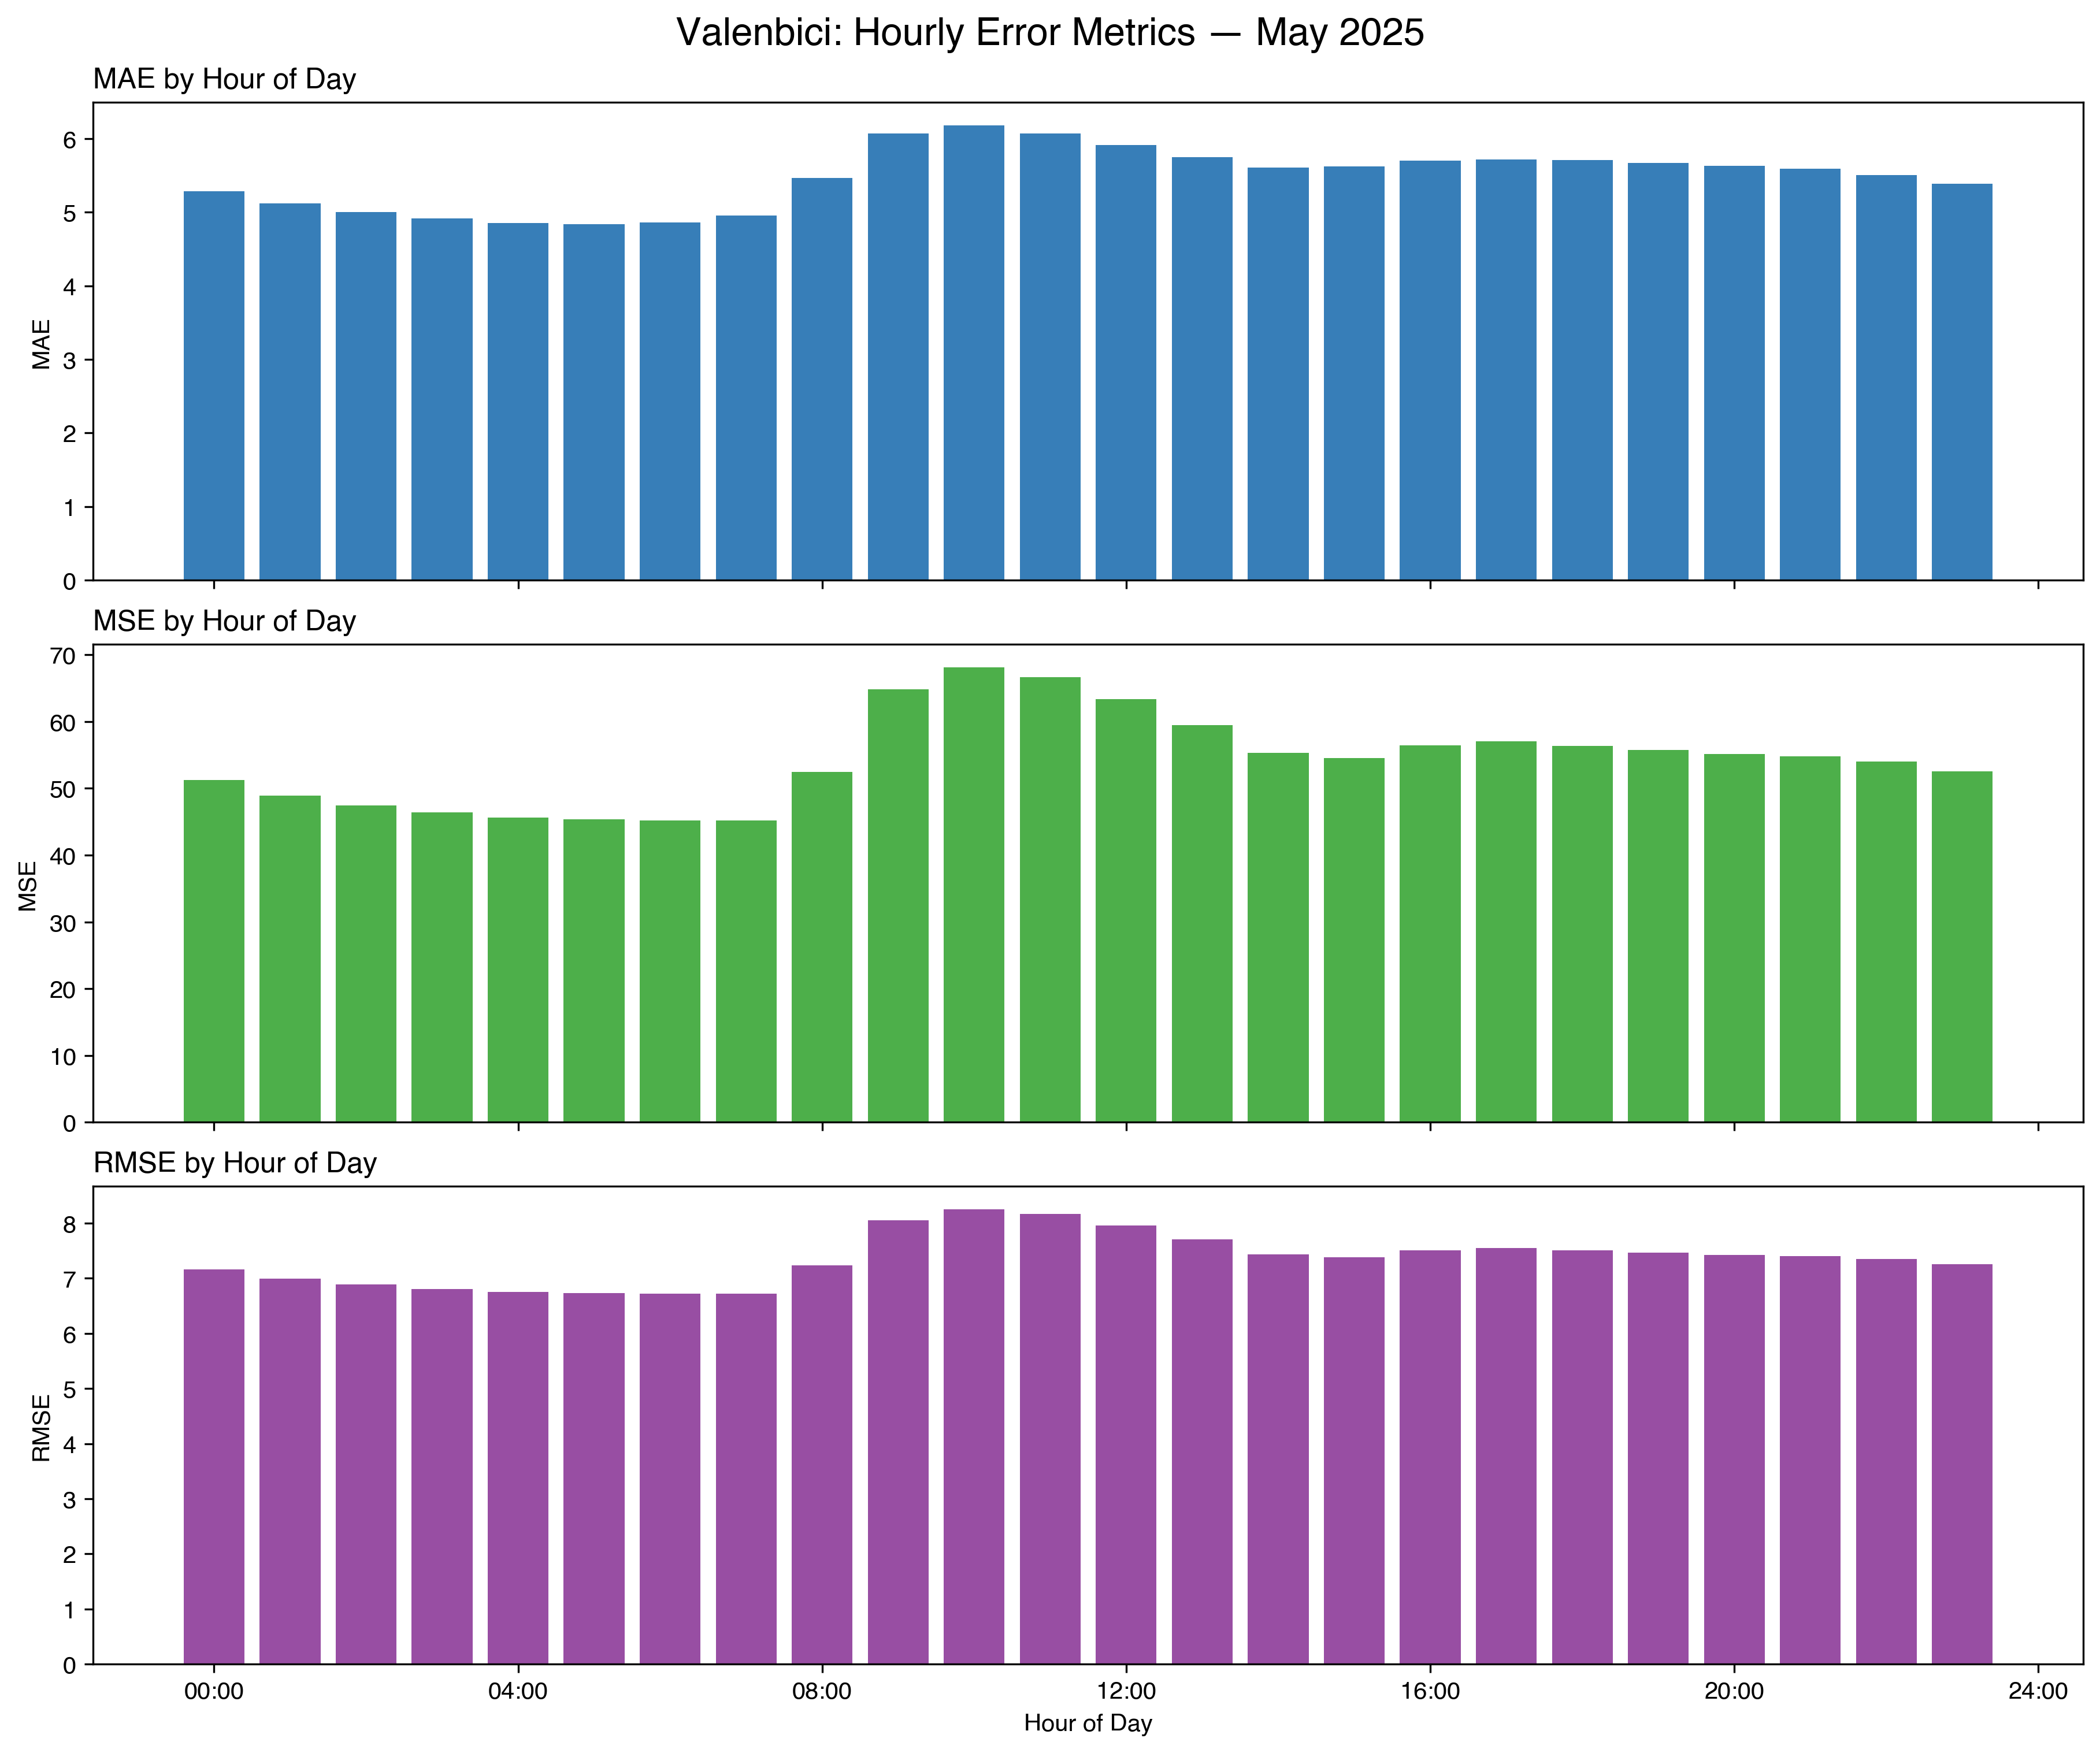 Valenbici: Hourly Error Metrics — May 2025
MAE by Hour of Day
6
5
4
3
2
1
0
MAE
MSE by Hour of Day
70
60
50
40
30
20
10
0
MSE
RMSE by Hour of Day
8
7
6
5
4
3
2
1
0
RMSE
00:00 04:00 08:00 12:00 16:00 20:00 24:00
Hour of Day